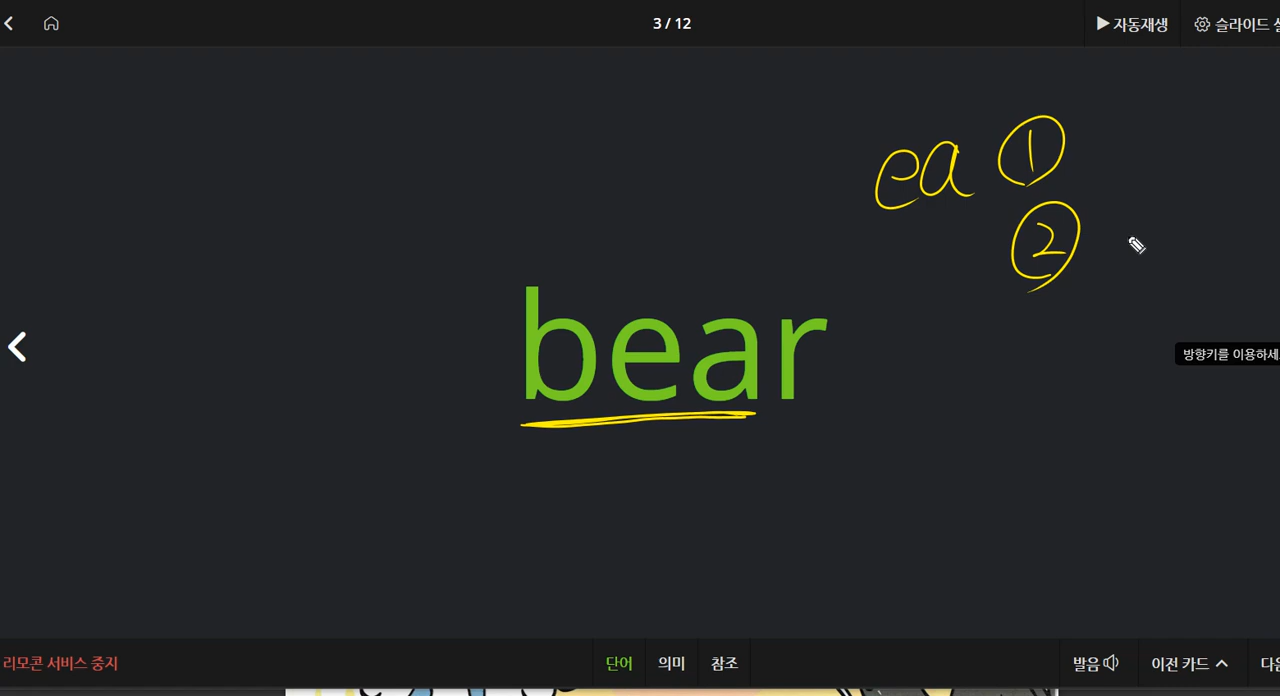 3 / 12
자동재생
슬라이드
ea ①
②
bear
방향키를 이용하세
리모콘 서비스 중지
단어
의미
참조
발음
이전 카드
다음